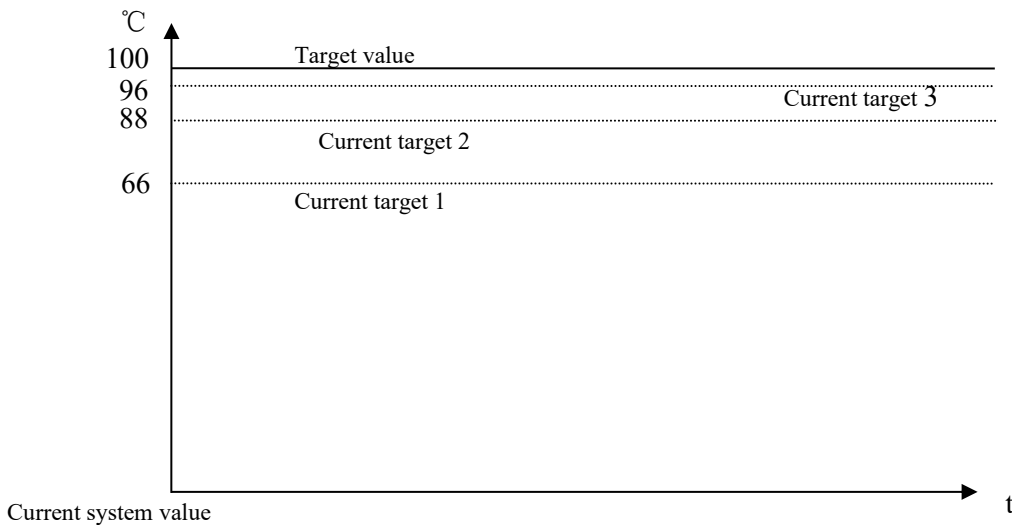 ℃
100
Target value
96
Current target 3
88
Current target 2
66
Current target 1
t
Current system value